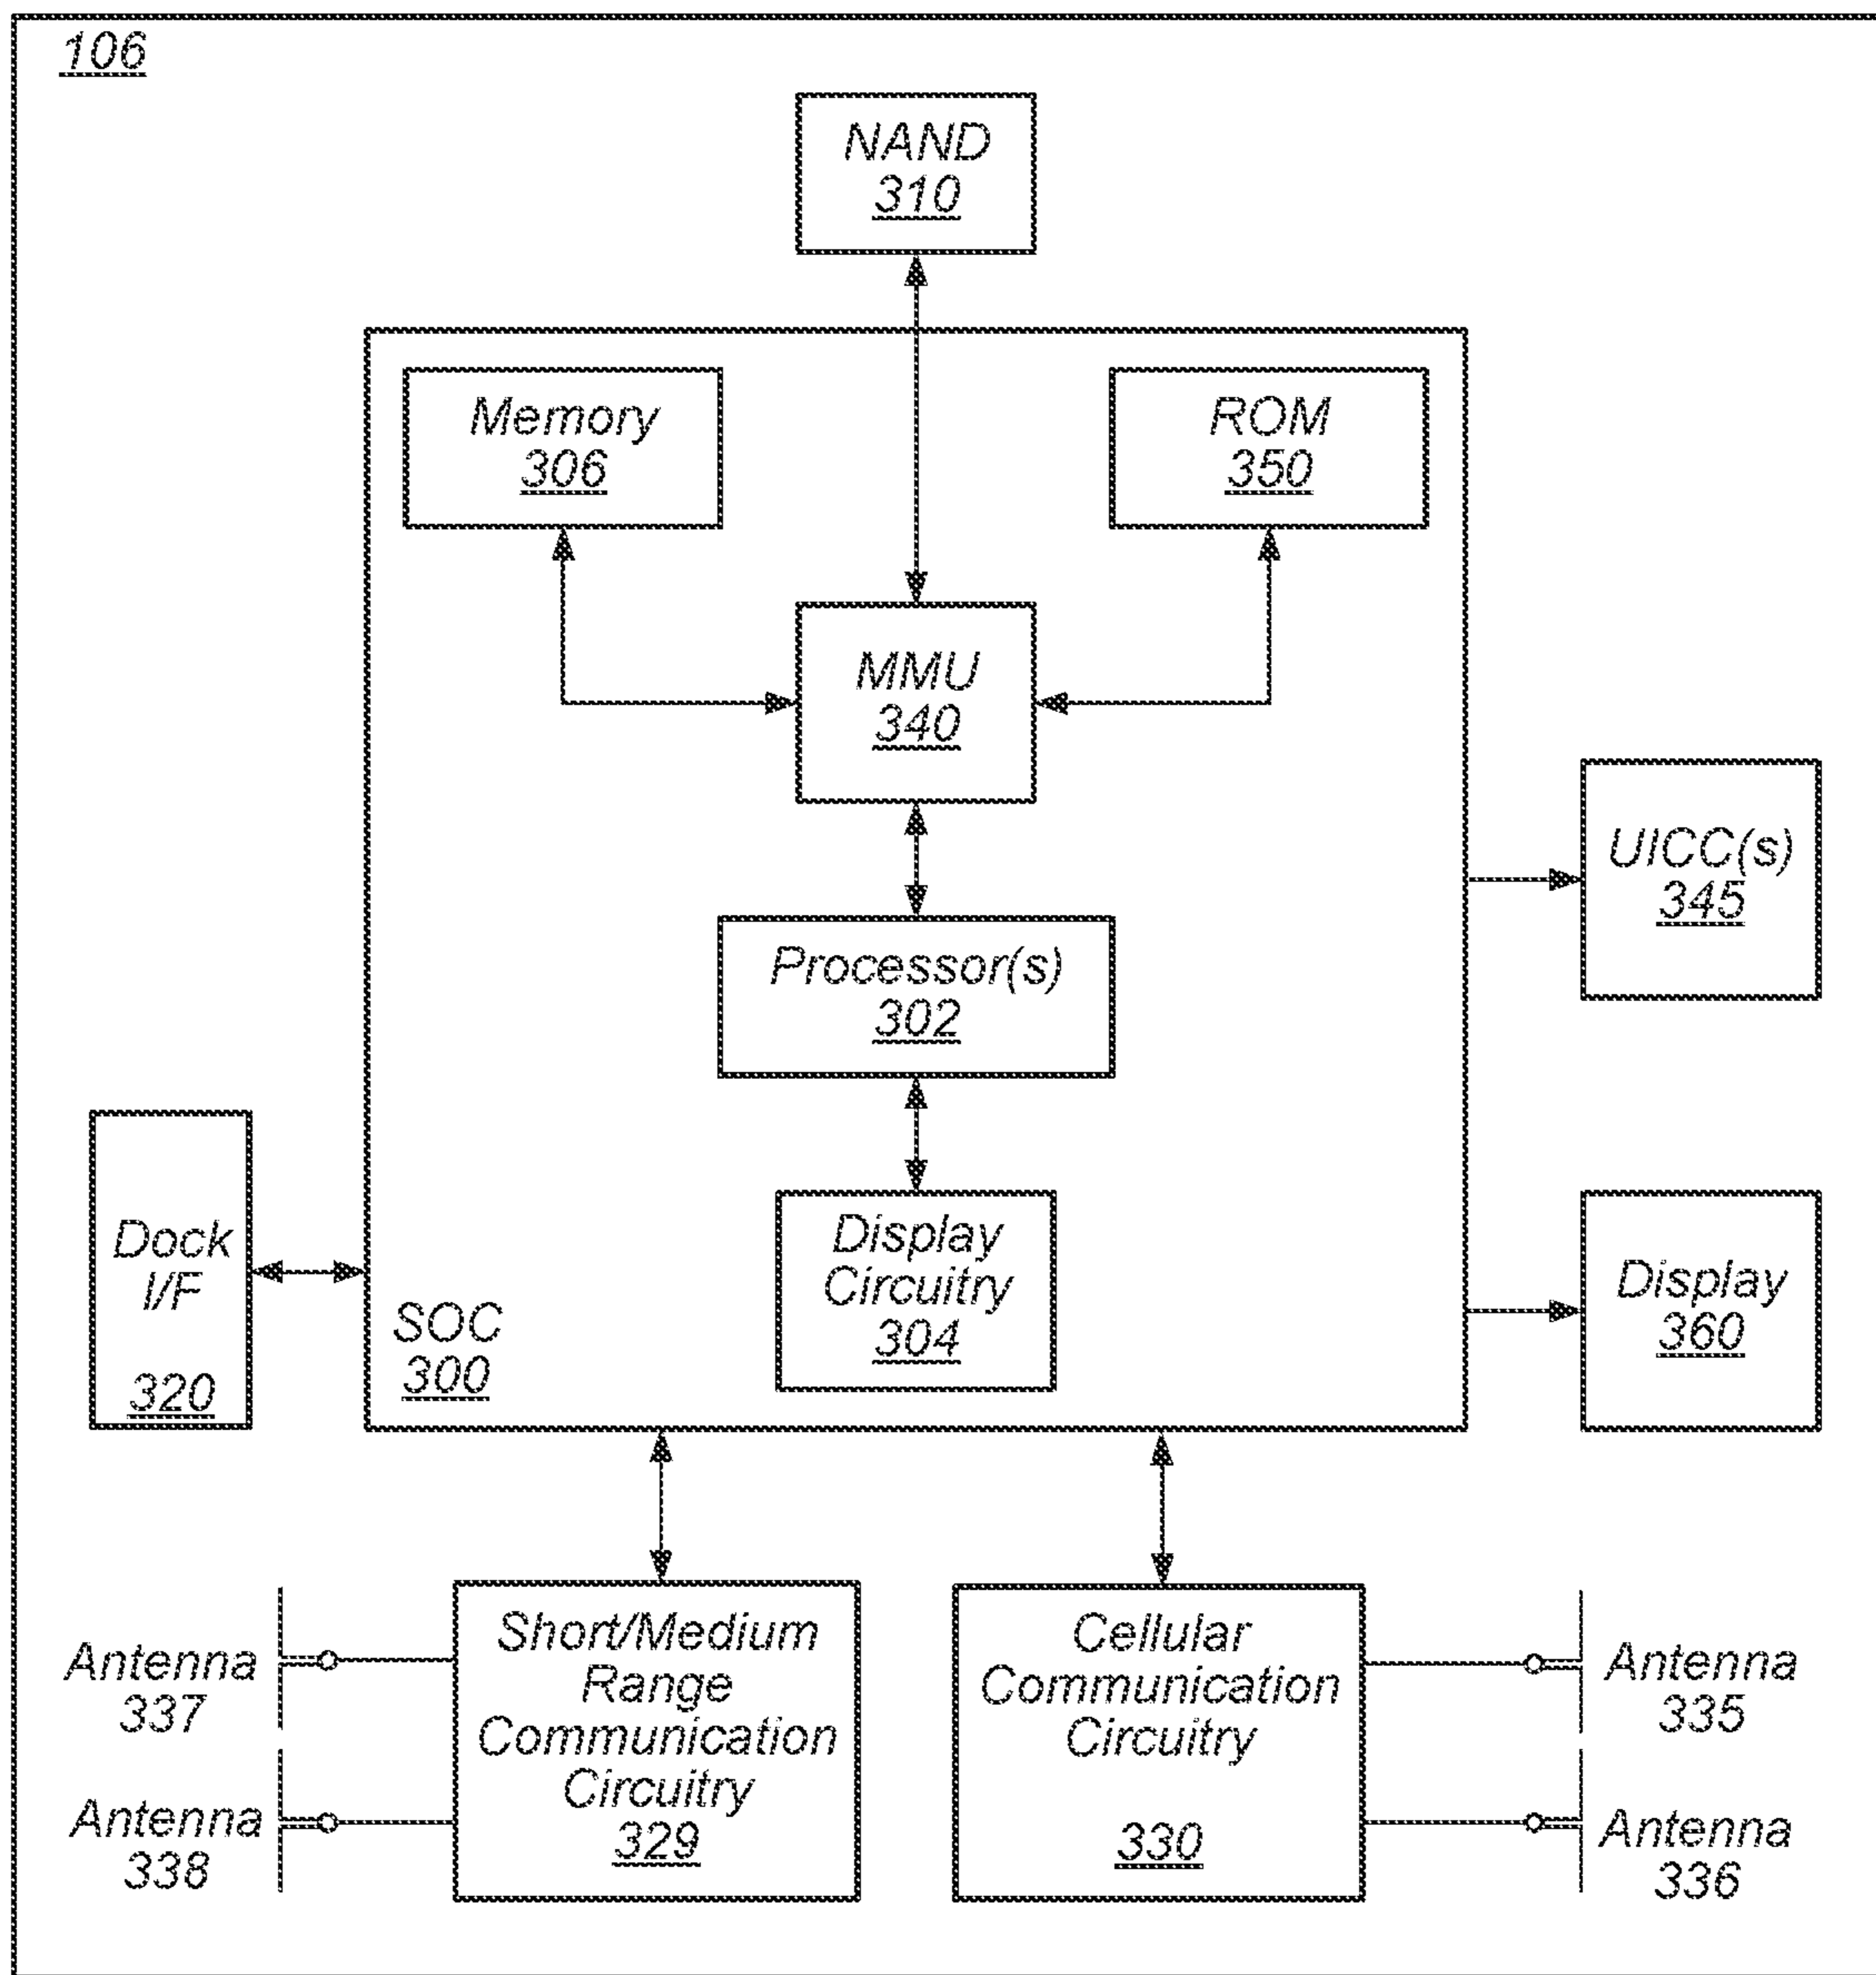 106
NAND
310
Memory
306
ROM
350
MMU
340
UICC(s)
345
Processor(s)
302
Dock
I/F
320
SOC
300
Display
Circuitry
304
Display
360
Antenna
337
Antenna
338
Short/Medium
Range
Communication
Circuitry
329
Cellular
Communication
Circuitry
330
Antenna
335
Antenna
336